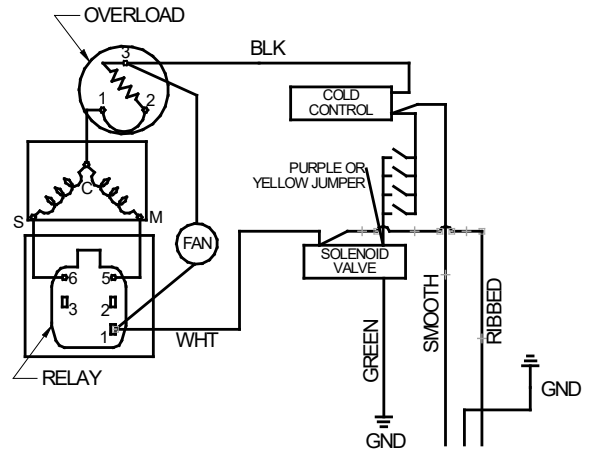 OVERLOAD
3
BLK
1
2
COLD
CONTROL
C
PURPLE OR
YELLOW JUMPER
S
M
FAN
SOLENOID
VALVE
6
5
3
2
1
WHT
GREEN
SMOOTH
RIBBED
RELAY
GND
GND